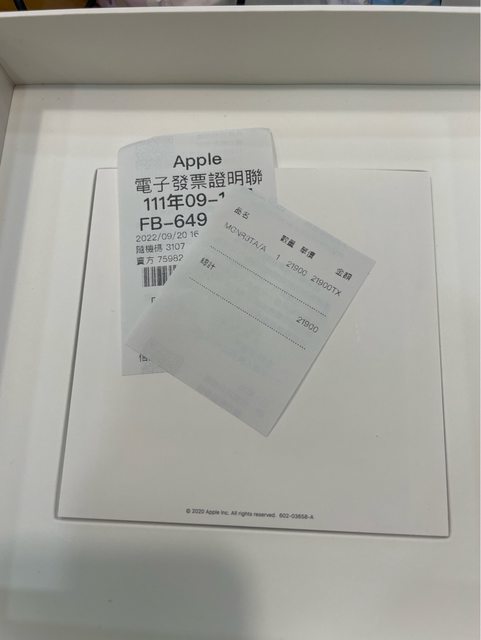 Apple
電子發票證明聯
111年09-1
FB-649
2022/09/20 16
隨機碼 3107
賣方 75982
品名 數量 單價 金額
1 21900 21900TX
總計 21900
© 2020 Apple Inc. All rights reserved. 602-03658-A